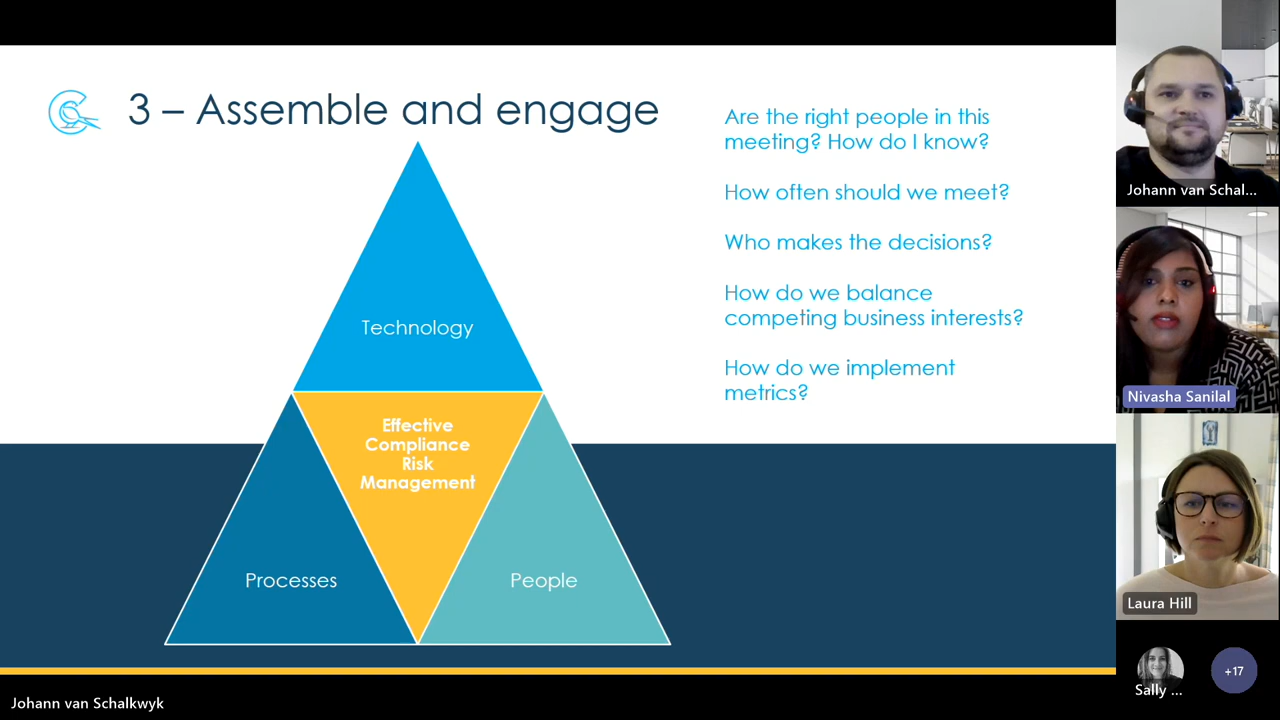 3 – Assemble and engage
Are the right people in this
meeting? How do I know?
How often should we meet?
Who makes the decisions?
How do we balance
competing business interests?
How do we implement
metrics?
Technology
Effective
Compliance
Risk
Management
Processes
People
Johann van Schal...
Nivasha Sanilal
Laura Hill
Sally ...
+17
Johann van Schalkwyk